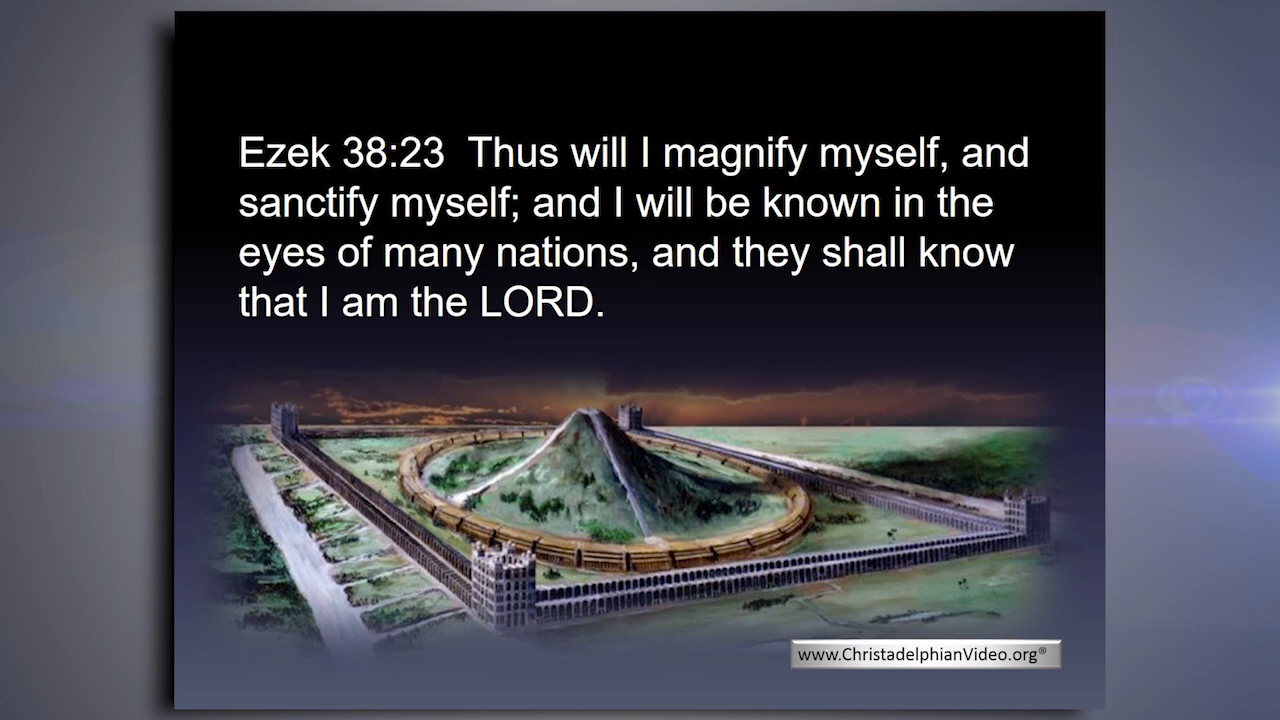 Ezek 38:23  Thus will I magnify myself, and
sanctify myself; and I will be known in the
eyes of many nations, and they shall know
that I am the LORD.
www.ChristadelphianVideo.org®